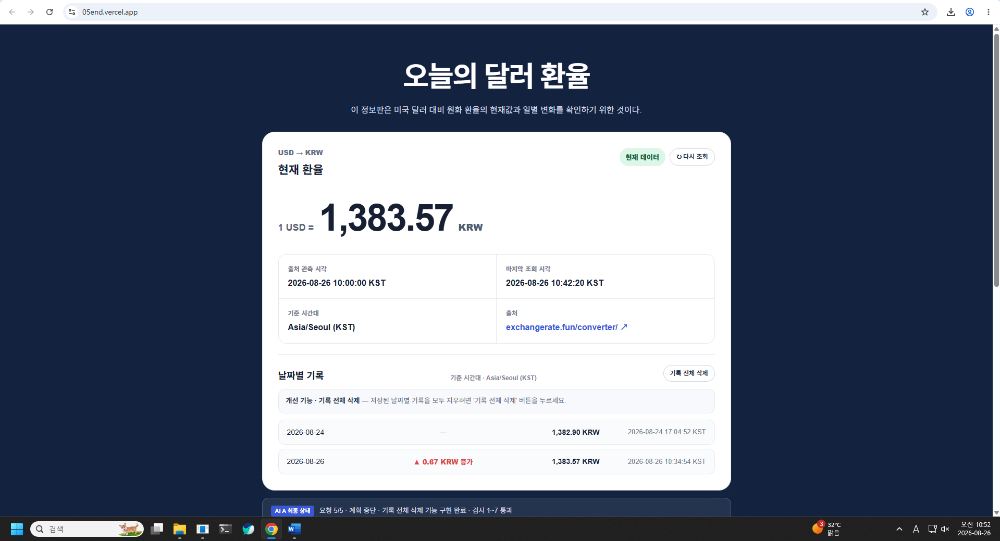 05end.vercel.app
오늘의 달러 환율
이 정보판은 미국 달러 대비 원화 환율의 현재값과 일별 변화를 확인하기 위한 것이다.
USD → KRW
현재 환율
현재 데이터
↻ 다시 조회
1 USD = 1,383.57 KRW
출처 관측 시각
2026-08-26 10:00:00 KST
마지막 조회 시각
2026-08-26 10:42:20 KST
기준 시간대
Asia/Seoul (KST)
출처
exchangerate.fun/converter/ ↗
날짜별 기록
기준 시간대 · Asia/Seoul (KST)
기록 전체 삭제
개선 기능 · 기록 전체 삭제 — 저장된 날짜별 기록을 모두 지우려면 '기록 전체 삭제' 버튼을 누르세요.
2026-08-24 — 1,382.90 KRW 2026-08-24 17:04:52 KST
2026-08-26 ▲ 0.67 KRW 증가 1,383.57 KRW 2026-08-26 10:34:54 KST
AI A 최종 상태 요청 5/5 · 계획 중단 · 기록 전체 삭제 기능 구현 완료 · 검사 1~7 통과
검색
3
32°C
맑음
A
오전 10:52
2026-08-26